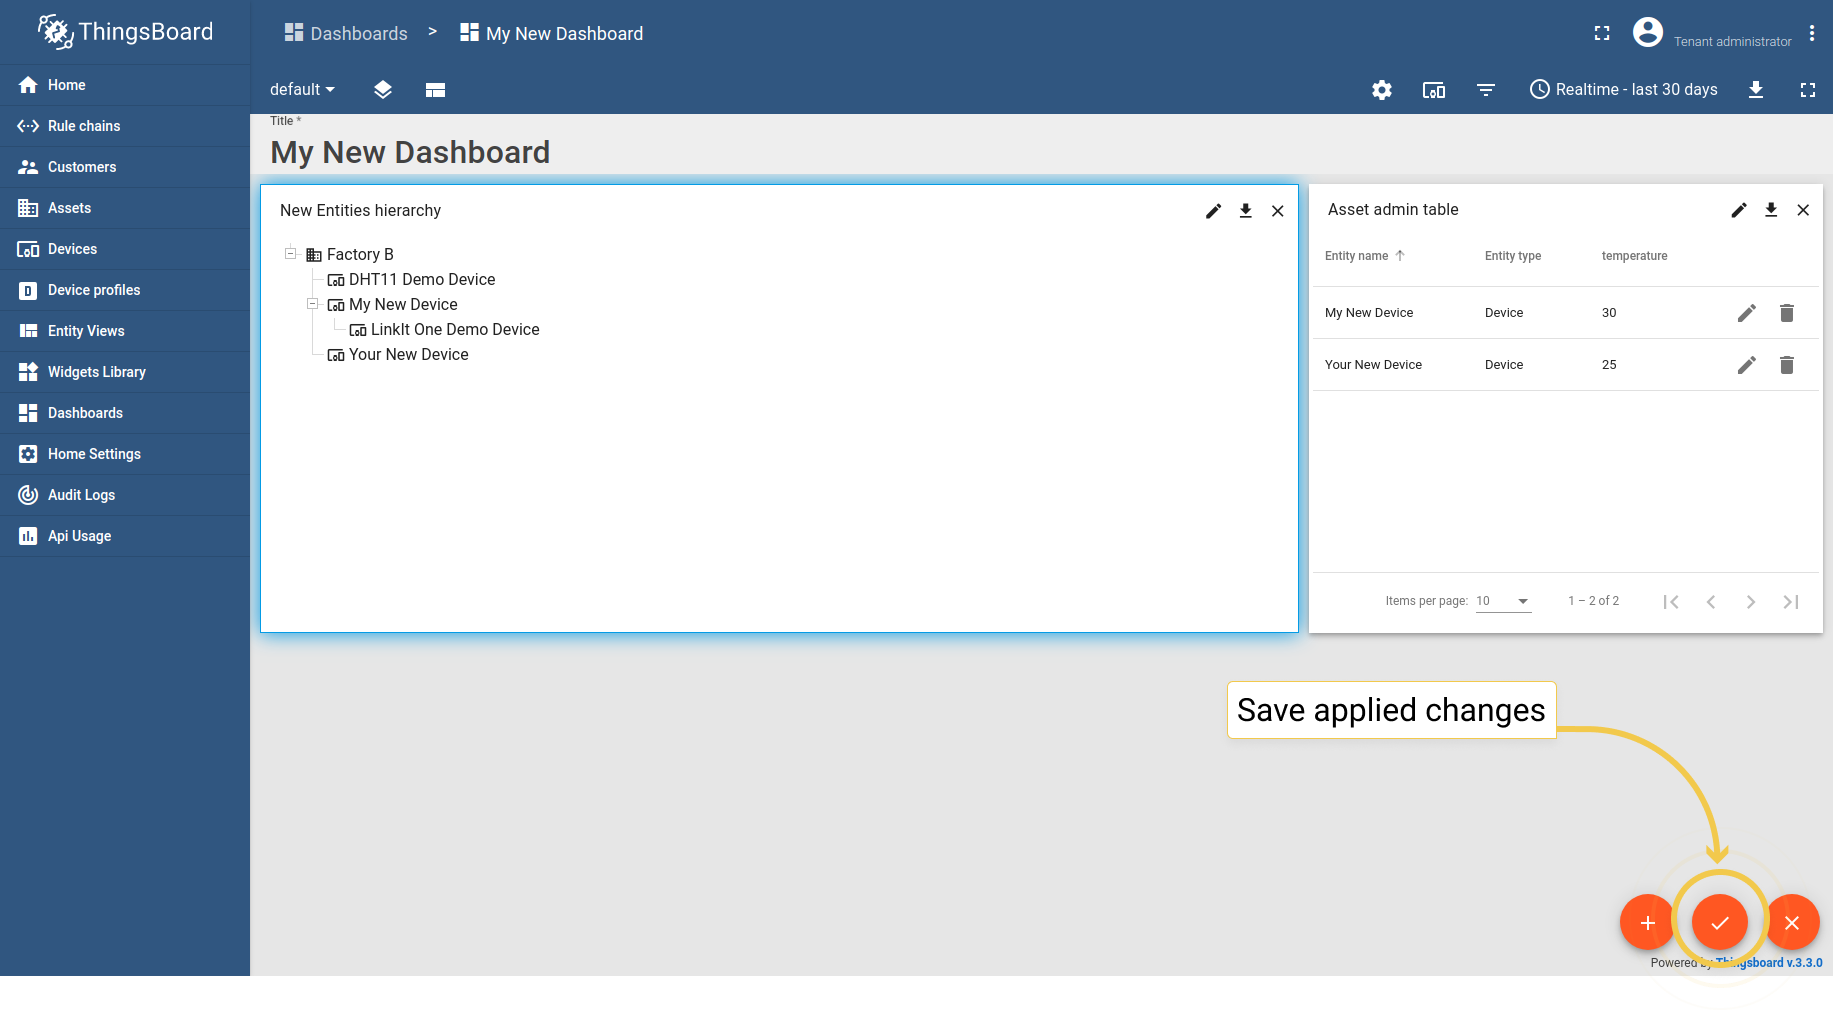 ThingsBoard
Dashboards > My New Dashboard
Tenant administrator
default
Realtime - last 30 days
Home
Rule chains
Customers
Assets
Devices
Device profiles
Entity Views
Widgets Library
Dashboards
Home Settings
Audit Logs
Api Usage
Title *
My New Dashboard
New Entities hierarchy
Factory B
DHT11 Demo Device
My New Device
LinkIt One Demo Device
Your New Device
Asset admin table
Entity name Entity type temperature
My New Device Device 30
Your New Device Device 25
Items per page: 10 1 – 2 of 2
Save applied changes
Powered by Thingsboard v.3.3.0